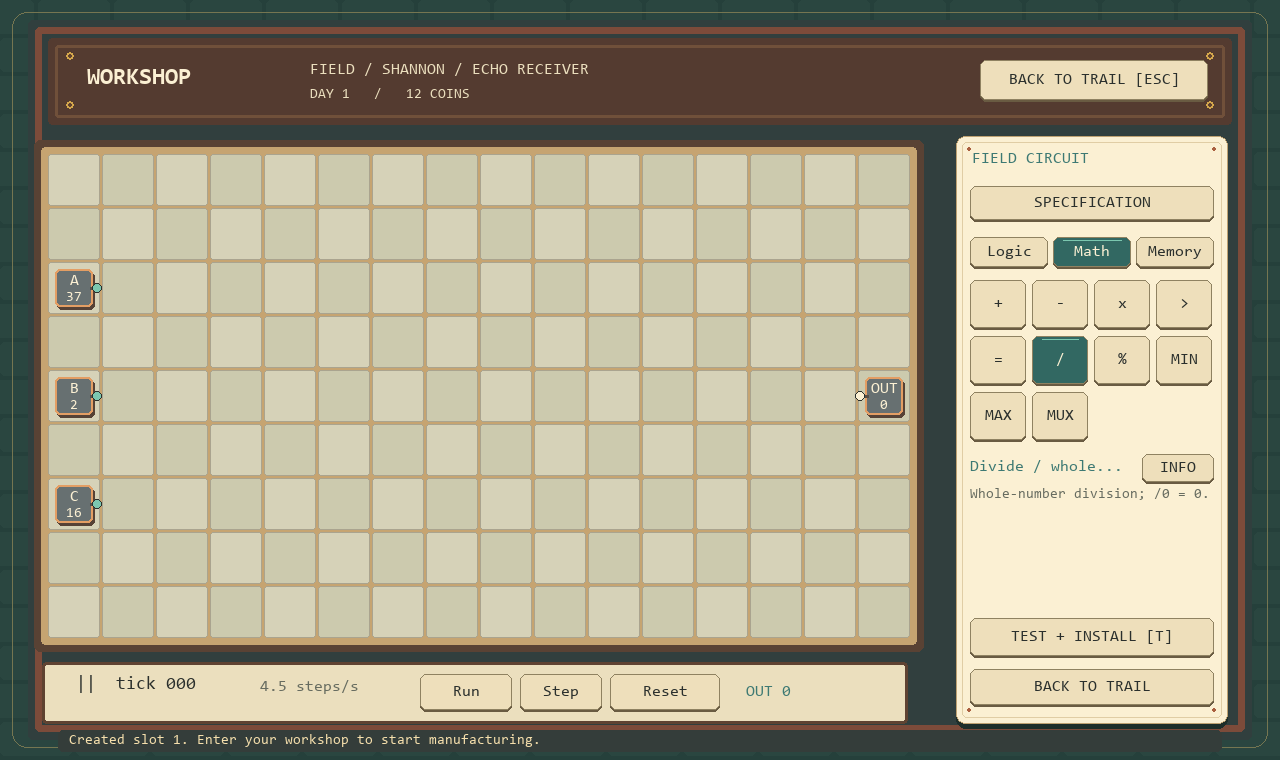 WORKSHOP
FIELD / SHANNON / ECHO RECEIVER
DAY 1 / 12 COINS
BACK TO TRAIL [ESC]
A
37
B
2
C
16
OUT
0
FIELD CIRCUIT
SPECIFICATION
Logic Math Memory
+ - x >
= / % MIN
MAX MUX
Divide / whole... INFO
Whole-number division; /0 = 0.
TEST + INSTALL [T]
BACK TO TRAIL
|| tick 000 4.5 steps/s Run Step Reset OUT 0
Created slot 1. Enter your workshop to start manufacturing.